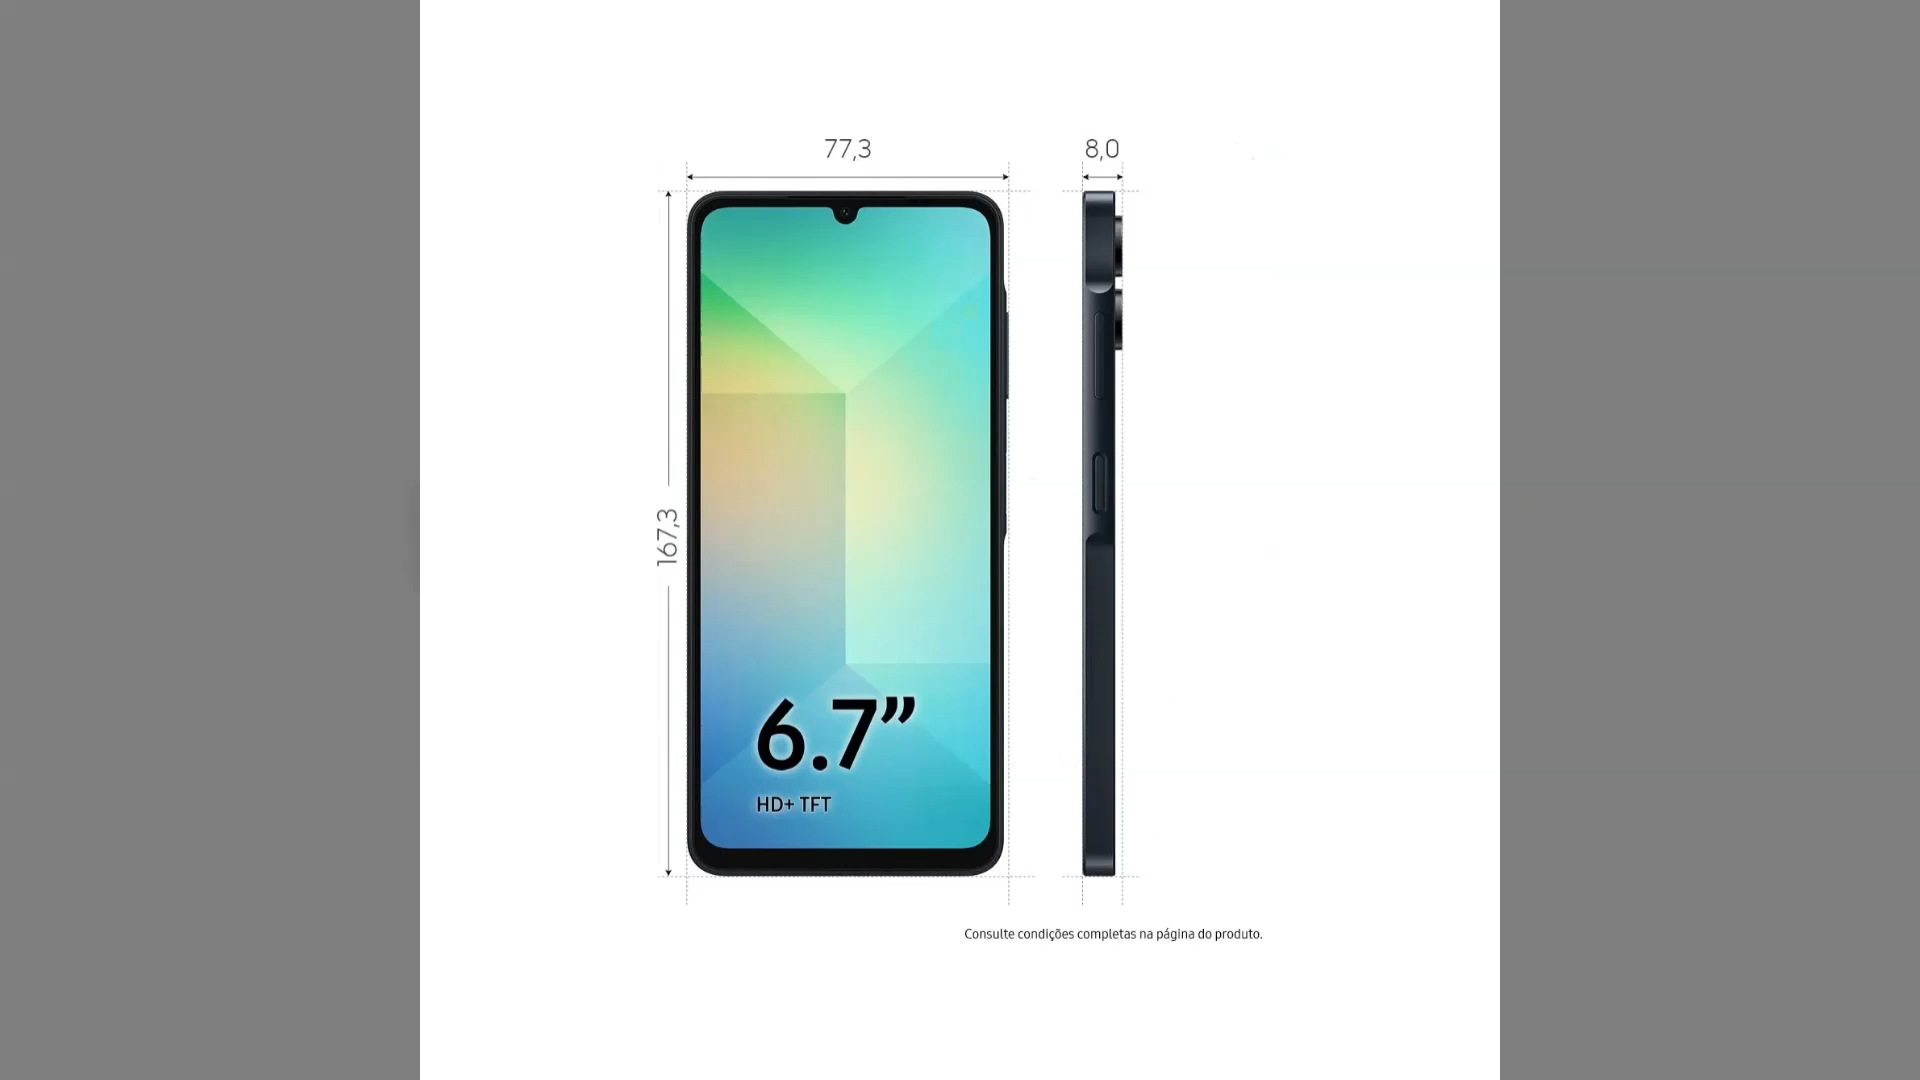 77,3
8,0
167,3
6.7”
HD+ TFT
Consulte condições completas na página do produto.